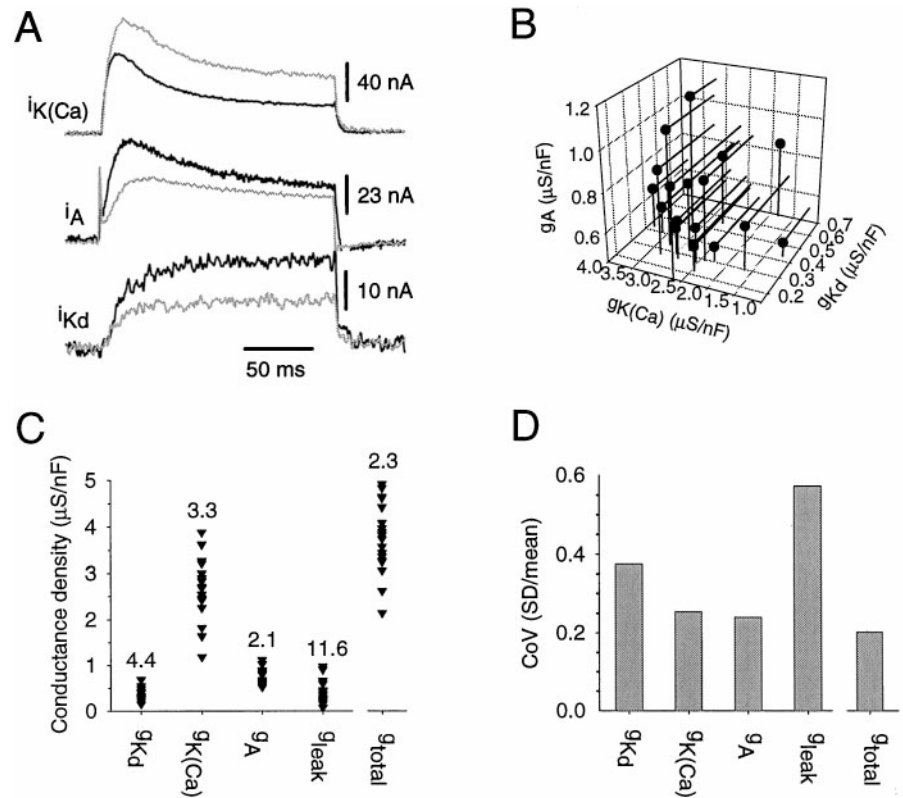 A
iK(Ca)
40 nA
iA
23 nA
iKd
10 nA
50 ms
B
gA (μS/nF)
1.2
1.0
0.8
0.6
4.0 3.5 3.0 2.5 2.0 1.5 1.0
gK(Ca) (μS/nF)
0.2 0.3 0.4 0.5 0.6 0.7
gKd (μS/nF)
C
Conductance density (μS/nF)
5
4
3
2
1
0
4.4
3.3
2.1
11.6
2.3
gKd
gK(Ca)
gA
gleak
gtotal
D
CoV (SD/mean)
0.6
0.4
0.2
0.0
gKd
gK(Ca)
gA
gleak
gtotal